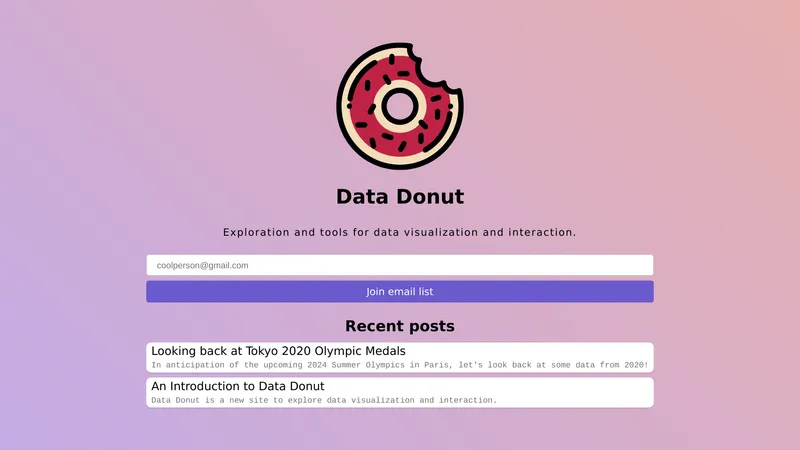 Data Donut
Exploration and tools for data visualization and interaction.
coolperson@gmail.com
Join email list
Recent posts
Looking back at Tokyo 2020 Olympic Medals
In anticipation of the upcoming 2024 Summer Olympics in Paris, let's look back at some data from 2020!
An Introduction to Data Donut
Data Donut is a new site to explore data visualization and interaction.